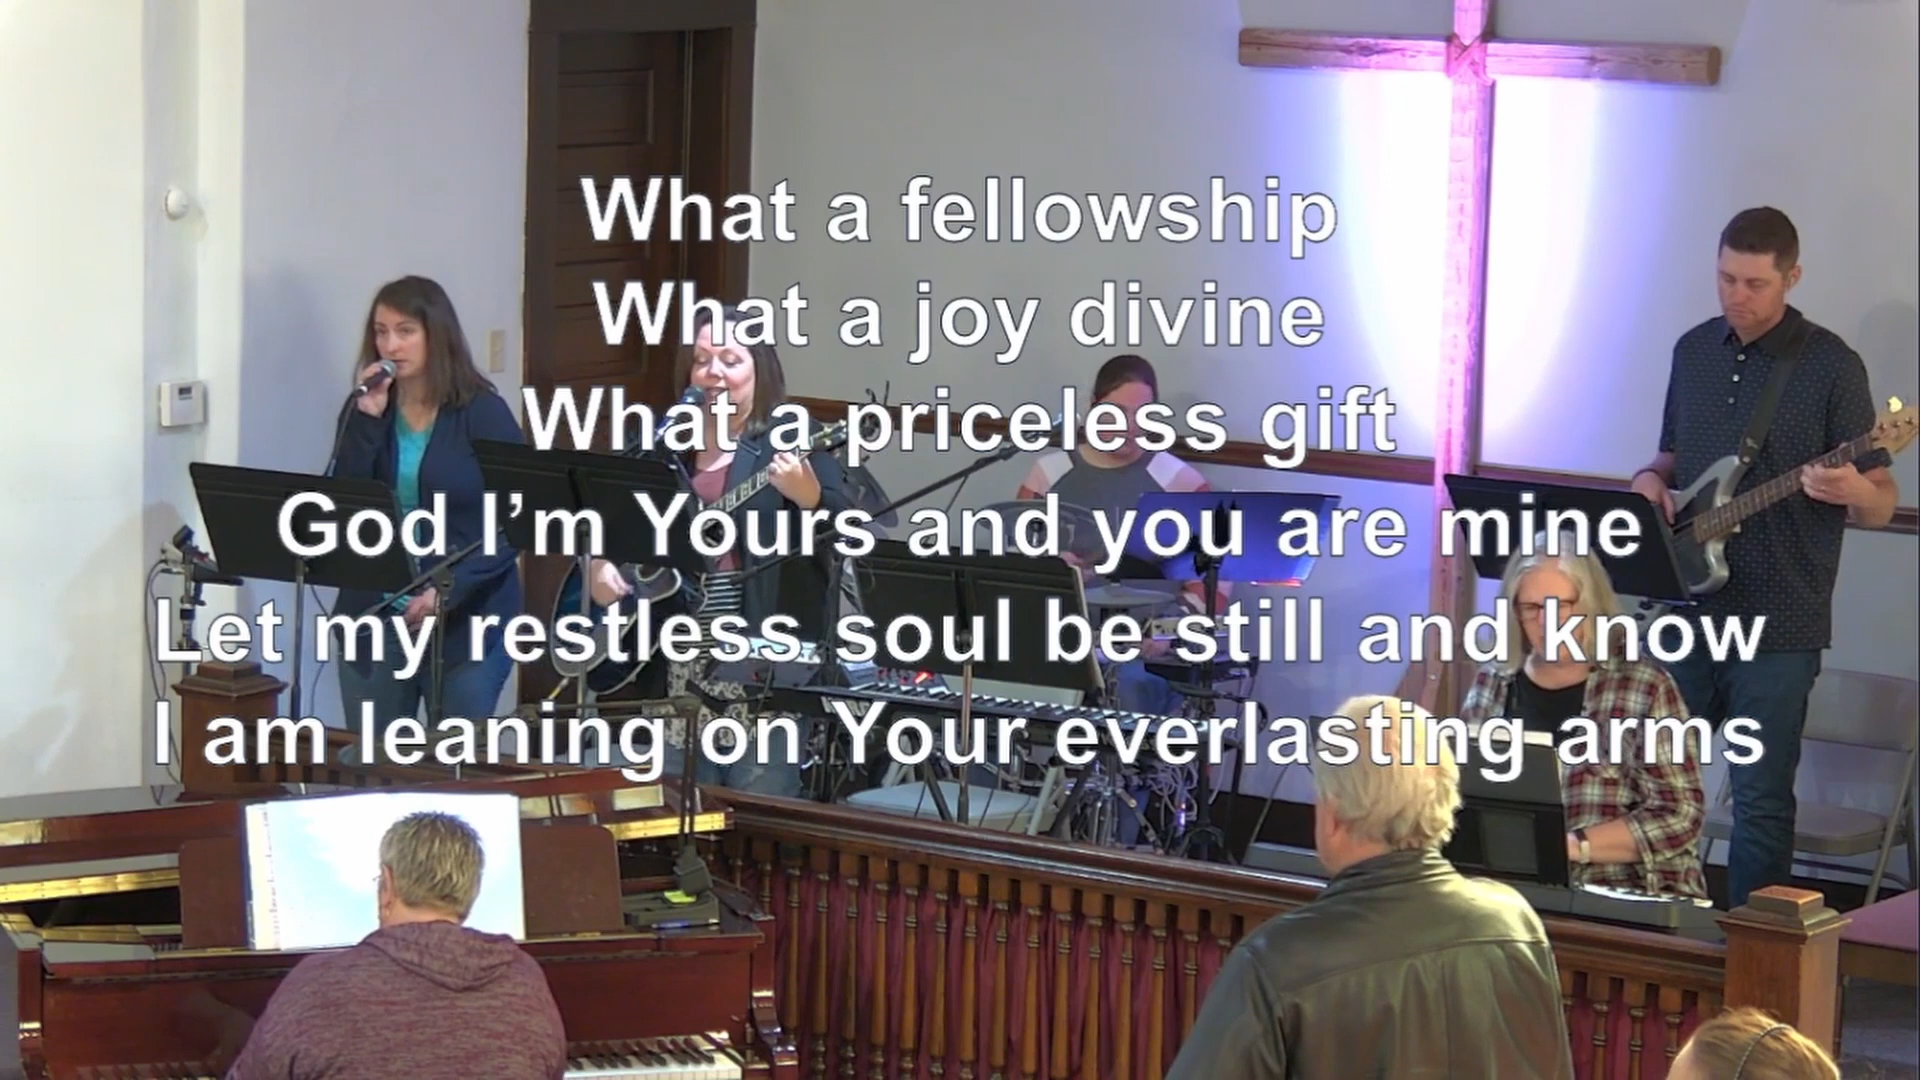 What a fellowship
What a joy divine
What a priceless gift
God I’m Yours and you are mine
Let my restless soul be still and know
I am leaning on Your everlasting arms